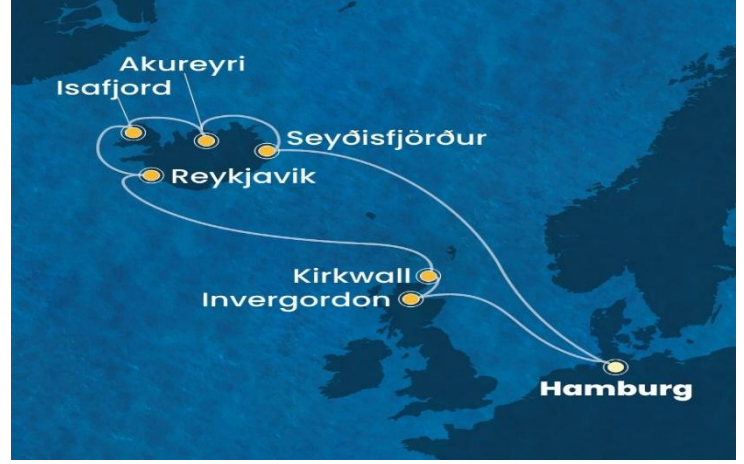 Akureyri
Isafjord
Seyðisfjörður
Reykjavik
Kirkwall
Invergordon
Hamburg